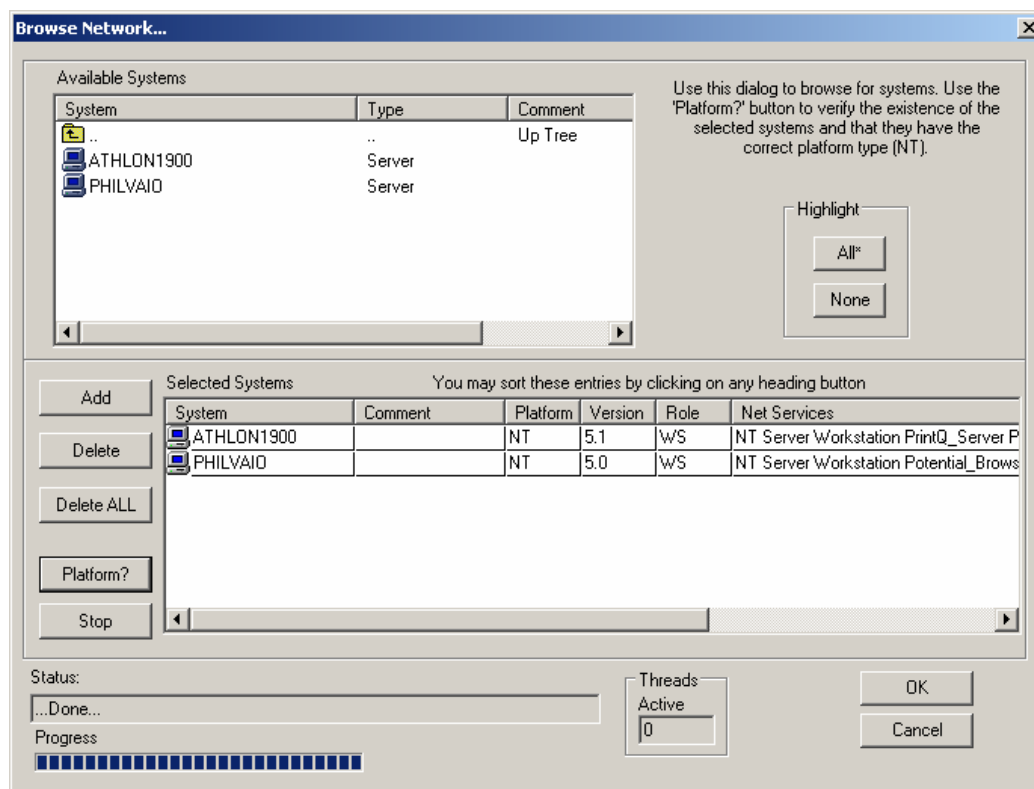 Browse Network...
Available Systems
System Type Comment
.. .. Up Tree
ATHLON1900 Server
PHILVAIO Server
Use this dialog to browse for systems. Use the
'Platform?' button to verify the existence of the
selected systems and that they have the
correct platform type (NT).
Highlight
All*
None
Add
Delete
Delete ALL
Platform?
Stop
Selected Systems You may sort these entries by clicking on any heading button
System Comment Platform Version Role Net Services
ATHLON1900 NT 5.1 WS NT Server Workstation PrintQ_Server P
PHILVAIO NT 5.0 WS NT Server Workstation Potential_Brows
Status:
...Done...
Progress
Threads
Active
0
OK
Cancel